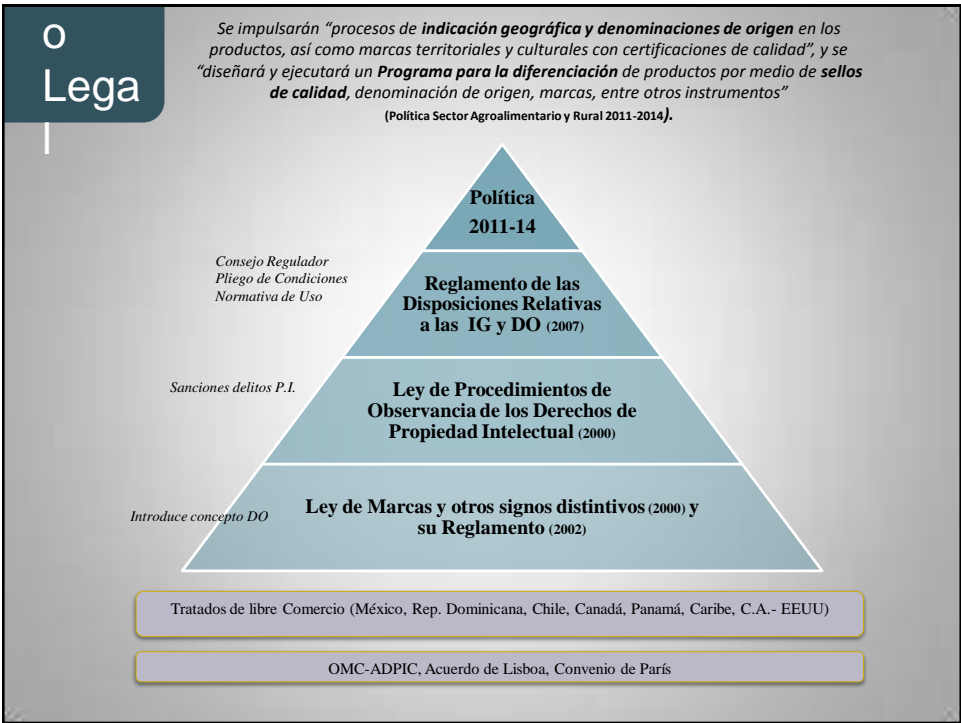 o
Lega
l
Se impulsarán “procesos de indicación geográfica y denominaciones de origen en los
productos, así como marcas territoriales y culturales con certificaciones de calidad”, y se
“diseñará y ejecutará un Programa para la diferenciación de productos por medio de sellos
de calidad, denominación de origen, marcas, entre otros instrumentos”
(Política Sector Agroalimentario y Rural 2011-2014).
Política
2011-14
Consejo Regulador
Pliego de Condiciones
Normativa de Uso
Reglamento de las
Disposiciones Relativas
a las IG y DO (2007)
Sanciones delitos P.I.
Ley de Procedimientos de
Observancia de los Derechos de
Propiedad Intelectual (2000)
Introduce concepto DO
Ley de Marcas y otros signos distintivos (2000) y
su Reglamento (2002)
Tratados de libre Comercio (México, Rep. Dominicana, Chile, Canadá, Panamá, Caribe, C.A.- EEUU)
OMC-ADPIC, Acuerdo de Lisboa, Convenio de París